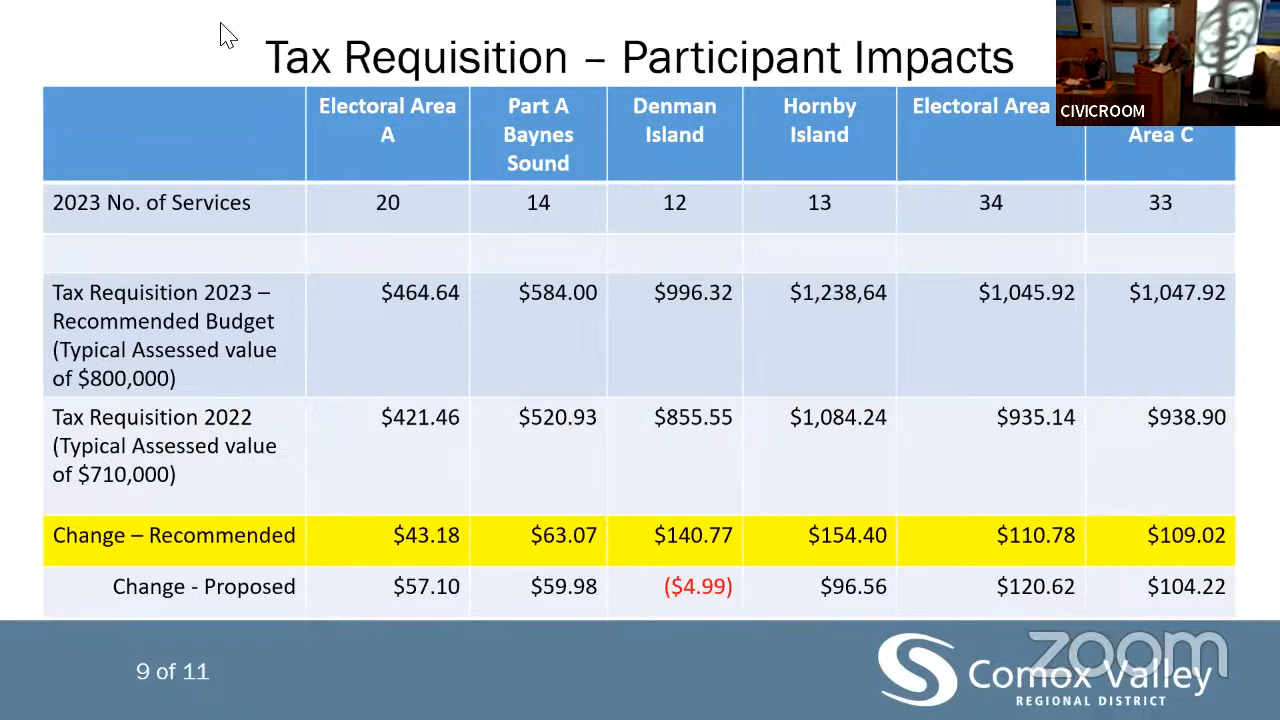 Tax Requisition – Participant Impacts
CIVICROOM
Electoral Area
A
Part A
Baynes
Sound
Denman
Island
Hornby
Island
Electoral Area
Area C
2023 No. of Services 20 14 12 13 34 33
Tax Requisition 2023 – $464.64 $584.00 $996.32 $1,238,64 $1,045.92 $1,047.92
Recommended Budget
(Typical Assessed value
of $800,000)
Tax Requisition 2022 $421.46 $520.93 $855.55 $1,084.24 $935.14 $938.90
(Typical Assessed value
of $710,000)
Change – Recommended $43.18 $63.07 $140.77 $154.40 $110.78 $109.02
Change - Proposed $57.10 $59.98 ($4.99) $96.56 $120.62 $104.22
9 of 11
zoom
Comox Valley
REGIONAL DISTRICT